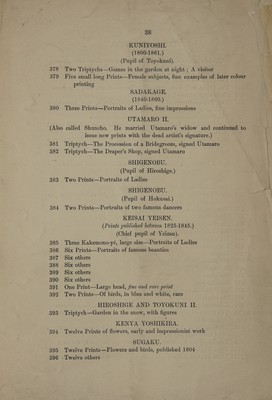 38
KUNIYOSHI.
(1800-1861.)
(Pupil of Toyokuni).
378 Two Triptychs—Games in the garden at night; A visitor
379 Five small long Prints—Female subjects, fine examples of later colour
printing
SADAKAGE.
(1840-1860.)
380 Three Prints—Portraits of Ladies, fine impressions
UTAMARO II.
(Also called Shuncho. He married Utamaro's widow and continued to
issue new prints with the dead artist's signature.)
381 Triptych—The Procession of a Bridegroom, signed Utamaro
382 Triptych—The Draper's Shop, signed Utamaro
SHIGENOBU.
(Pupil of Hiroshige.)
383 Two Prints—Portraits of Ladies
SHIGENOBU.
(Pupil of Hokusai.)
384 Two Prints—Portraits of two famous dancers
KEISAI YEISEN.
(Prints published between 1825-1845.)
(Chief pupil of Yeizan).
385 Three Kakemono-yé, large size—Portraits of Ladies
386 Six Prints—Portraits of famous beauties
387 Six others
388 Six others
389 Six others
390 Six others
391 One Print—Large head, fine and rare print
392 Two Prints—Of birds, in blue and white, rare
HIROSHIGE AND TOYOKUNI II.
393 Triptych—Garden in the snow, with figures
KENYA YOSHIKIRA.
394 Twelve Prints of flowers, early and impressionist work
SUGAKU.
395 Twelve Prints—Flowers and birds, published 1804
396 Twelve others